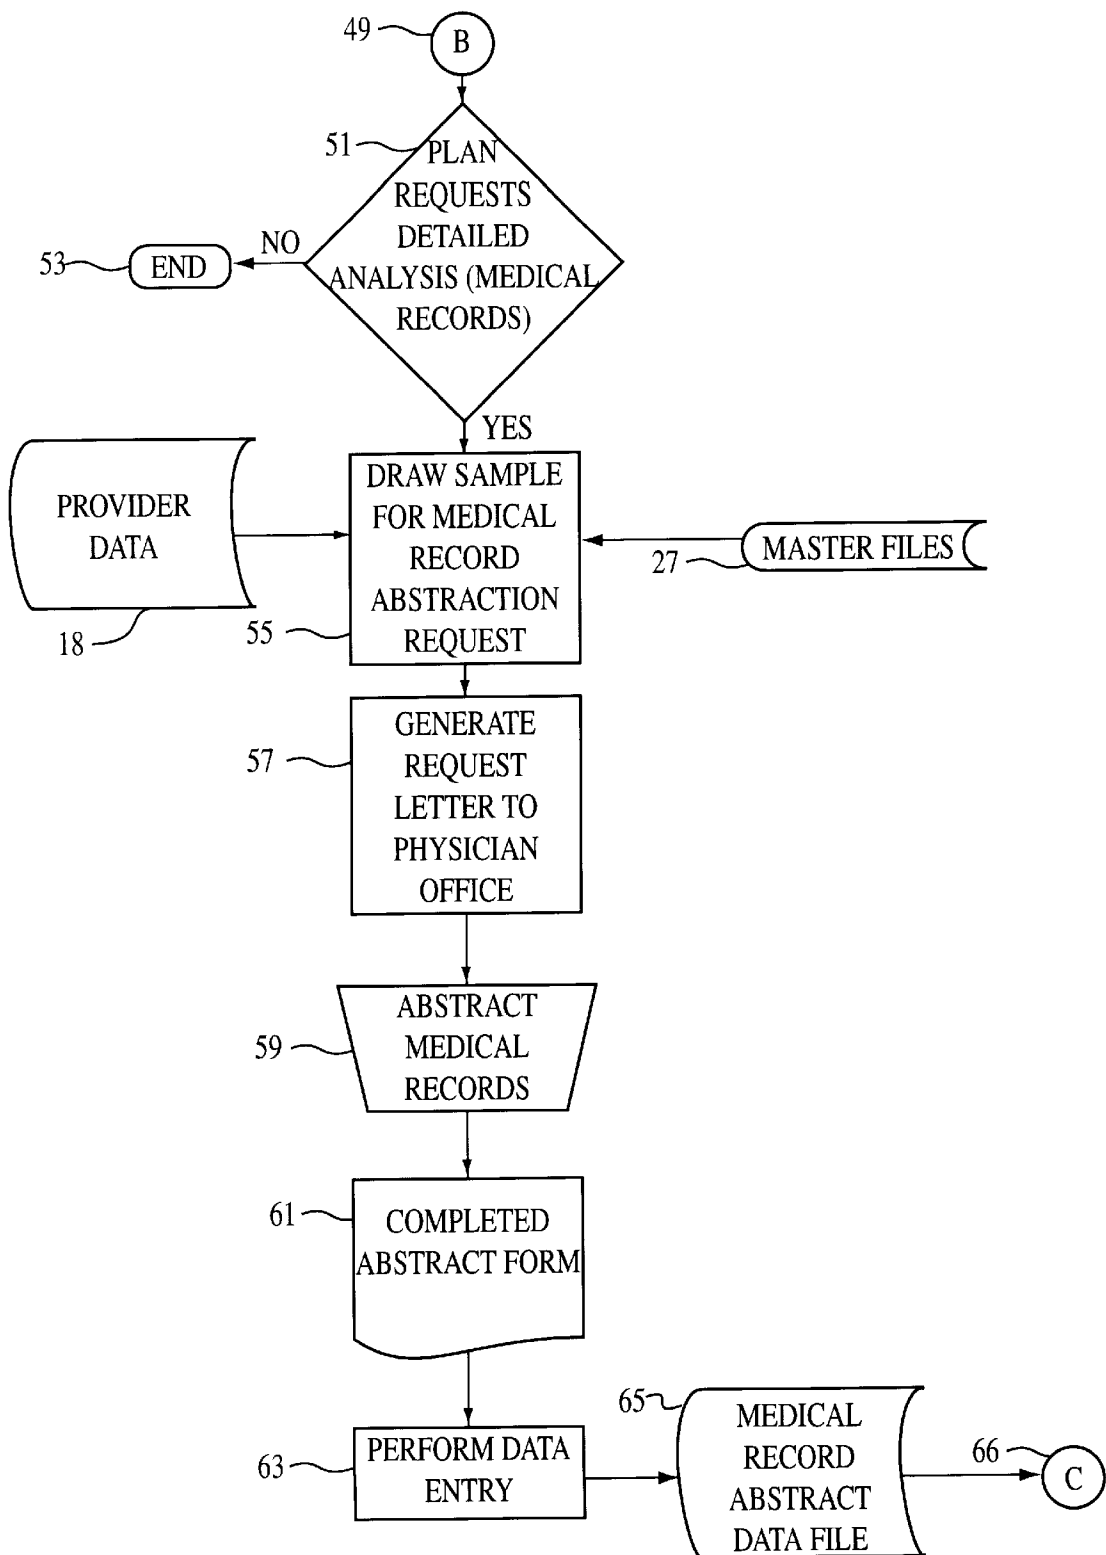 49
B
51
PLAN
REQUESTS
DETAILED
ANALYSIS (MEDICAL
RECORDS)
NO
53
END
YES
PROVIDER
DATA
18
DRAW SAMPLE
FOR MEDICAL
RECORD
ABSTRACTION
REQUEST
55
27
MASTER FILES
57
GENERATE
REQUEST
LETTER TO
PHYSICIAN
OFFICE
59
ABSTRACT
MEDICAL
RECORDS
61
COMPLETED
ABSTRACT FORM
63
PERFORM DATA
ENTRY
65
MEDICAL
RECORD
ABSTRACT
DATA FILE
66
C